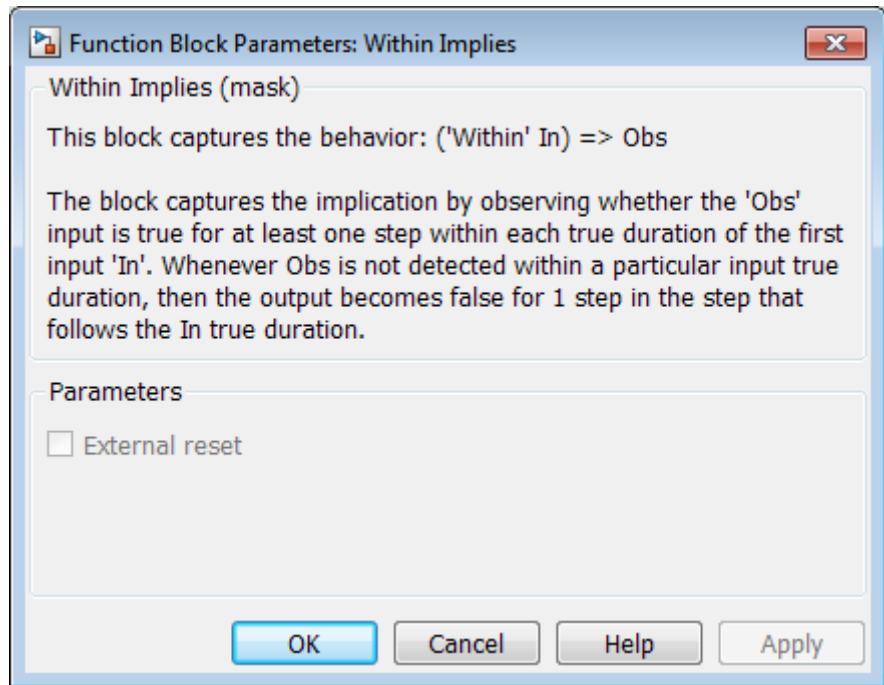 Function Block Parameters: Within Implies
Within Implies (mask)
This block captures the behavior: ('Within' In) => Obs
The block captures the implication by observing whether the 'Obs'
input is true for at least one step within each true duration of the first
input 'In'. Whenever Obs is not detected within a particular input true
duration, then the output becomes false for 1 step in the step that
follows the In true duration.
Parameters
External reset
OK Cancel Help Apply